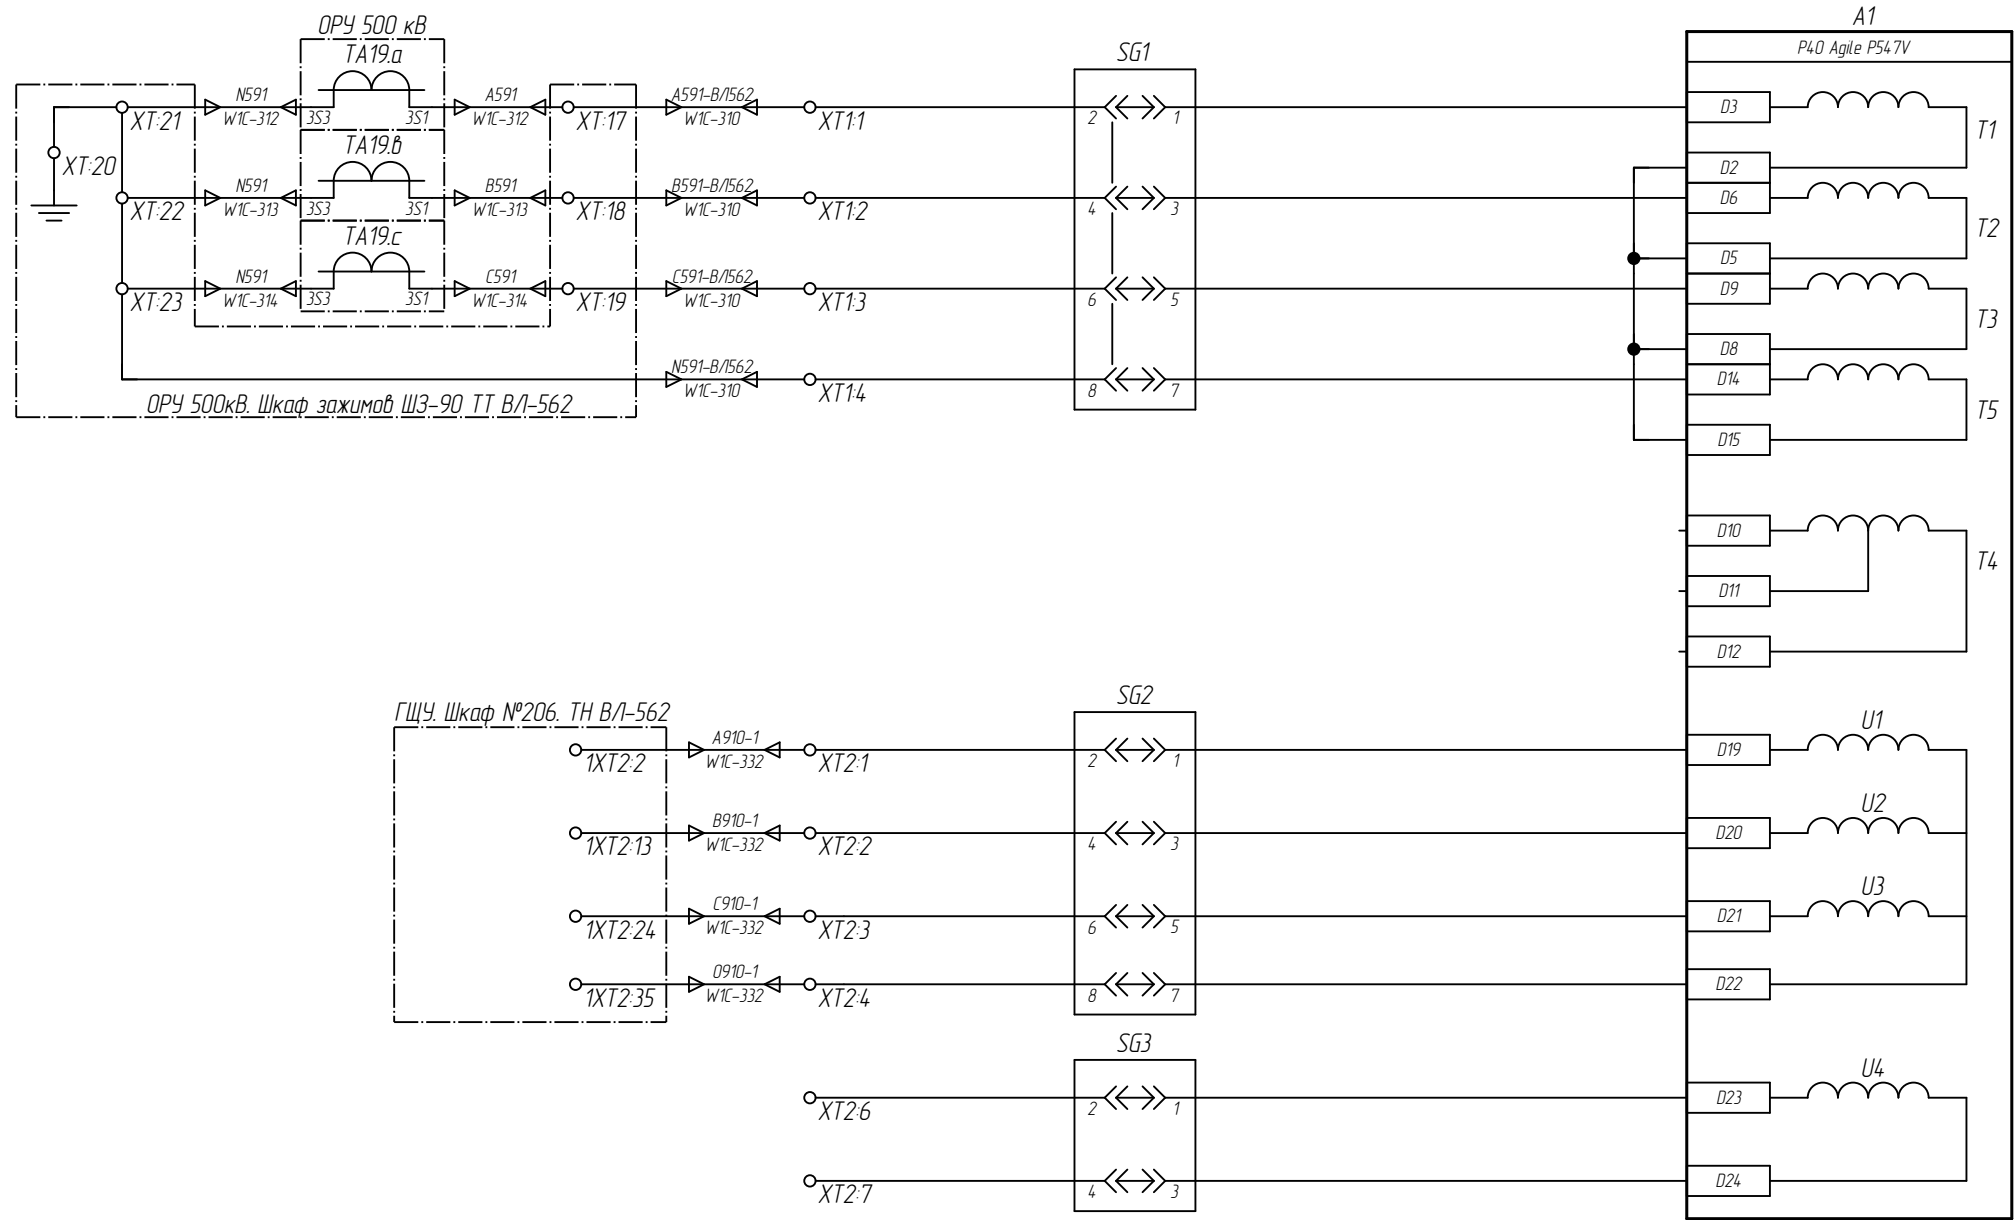 ОРУ 500 кВ
A1
P40 Agile P547V
SG1
TA19.a
N591
W1C-312
3S3
3S1
A591
W1C-312
A591-ВЛ562
W1C-310
XT:21
XT:17
XT1:1
2
1
D3
T1
XT:20
D2
TA19.в
N591
W1C-313
3S3
3S1
B591
W1C-313
B591-ВЛ562
W1C-310
XT:22
XT:18
XT1:2
4
3
D6
T2
D5
TA19.c
N591
W1C-314
3S3
3S1
C591
W1C-314
C591-ВЛ562
W1C-310
XT:23
XT:19
XT1:3
6
5
D9
T3
D8
N591-ВЛ562
W1C-310
XT1:4
8
7
D14
T5
ОРУ 500кВ. Шкаф зажимов ШЗ-90 ТТ ВЛ-562
D15
D10
T4
D11
D12
ГЩУ. Шкаф №206. ТН ВЛ-562
SG2
1XT2:2
A910-1
W1C-332
XT2:1
2
1
D19
U1
1XT2:13
B910-1
W1C-332
XT2:2
4
3
D20
U2
1XT2:24
C910-1
W1C-332
XT2:3
6
5
D21
U3
1XT2:35
0910-1
W1C-332
XT2:4
8
7
D22
SG3
XT2:6
2
1
D23
U4
XT2:7
4
3
D24